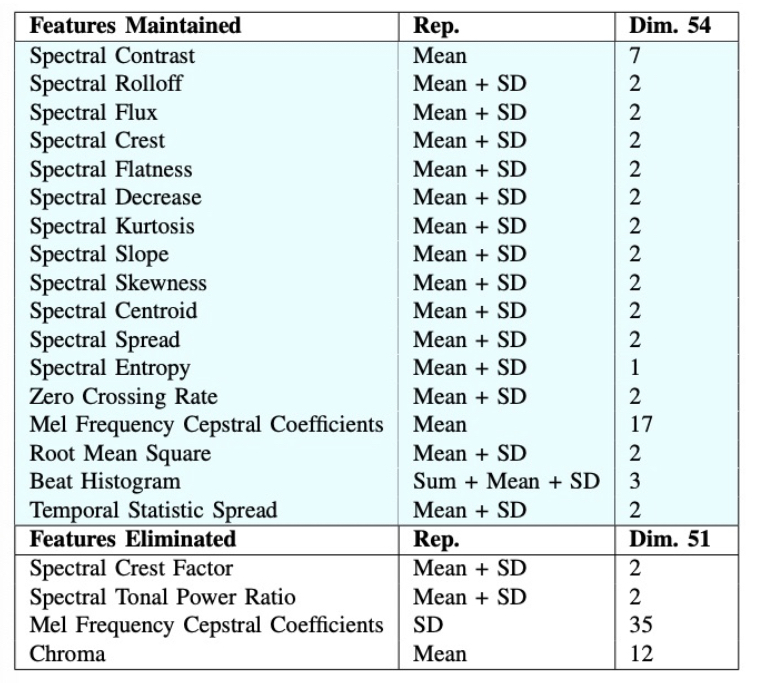 Features Maintained Rep. Dim. 54
Spectral Contrast Mean 7
Spectral Rolloff Mean + SD 2
Spectral Flux Mean + SD 2
Spectral Crest Mean + SD 2
Spectral Flatness Mean + SD 2
Spectral Decrease Mean + SD 2
Spectral Kurtosis Mean + SD 2
Spectral Slope Mean + SD 2
Spectral Skewness Mean + SD 2
Spectral Centroid Mean + SD 2
Spectral Spread Mean + SD 2
Spectral Entropy Mean + SD 1
Zero Crossing Rate Mean + SD 2
Mel Frequency Cepstral Coefficients Mean 17
Root Mean Square Mean + SD 2
Beat Histogram Sum + Mean + SD 3
Temporal Statistic Spread Mean + SD 2
Features Eliminated Rep. Dim. 51
Spectral Crest Factor Mean + SD 2
Spectral Tonal Power Ratio Mean + SD 2
Mel Frequency Cepstral Coefficients SD 35
Chroma Mean 12